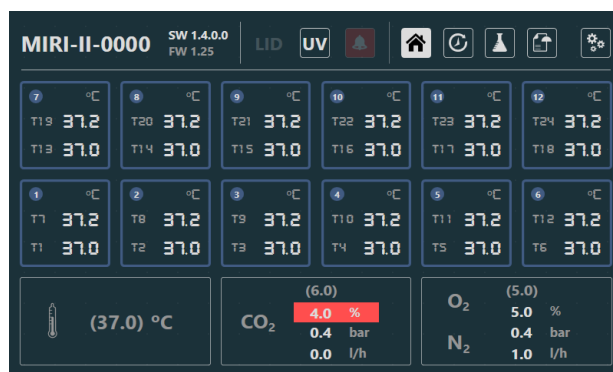 MIRI-II-0000 SW 1.4.0.0 LID UV
FW 1.25
7 °C 8 °C 9 °C 10 °C 11 °C 12 °C
T19 37.2 T20 37.2 T21 37.2 T22 37.2 T23 37.2 T24 37.2
T13 37.0 T14 37.0 T15 37.0 T16 37.0 T17 37.0 T18 37.0
1 °C 2 °C 3 °C 4 °C 5 °C 6 °C
T7 37.2 T8 37.2 T9 37.2 T10 37.2 T11 37.2 T12 37.2
T1 37.0 T2 37.0 T3 37.0 T4 37.0 T5 37.0 T6 37.0
(37.0) °C
(6.0)
CO₂ 4.0 %
0.4 bar
0.0 l/h
(5.0)
O₂ 5.0 %
N₂ 0.4 bar
1.0 l/h